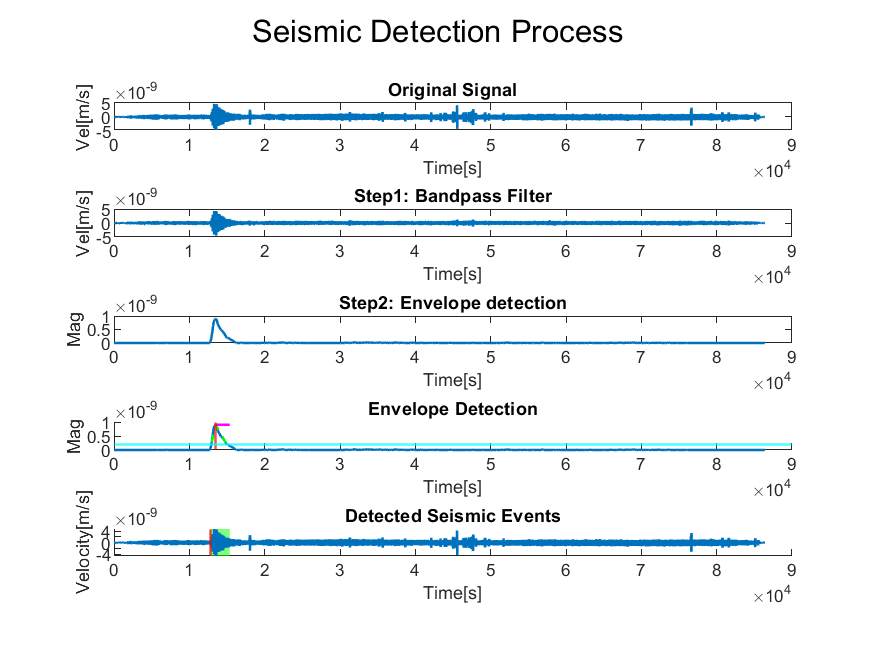 Seismic Detection Process
Original Signal
×10^-9
Vel[m/s]
5
0
-5
0 1 2 3 4 5 6 7 8 9
Time[s]
×10^4
Step1: Bandpass Filter
×10^-9
Vel[m/s]
5
0
-5
0 1 2 3 4 5 6 7 8 9
Time[s]
×10^4
Step2: Envelope detection
×10^-9
Mag
1
0.5
0
0 1 2 3 4 5 6 7 8 9
Time[s]
×10^4
Envelope Detection
×10^-9
Mag
1
0.5
0
0 1 2 3 4 5 6 7 8 9
Time[s]
×10^4
Detected Seismic Events
×10^-9
Velocity[m/s]
4
0
-4
0 1 2 3 4 5 6 7 8 9
Time[s]
×10^4